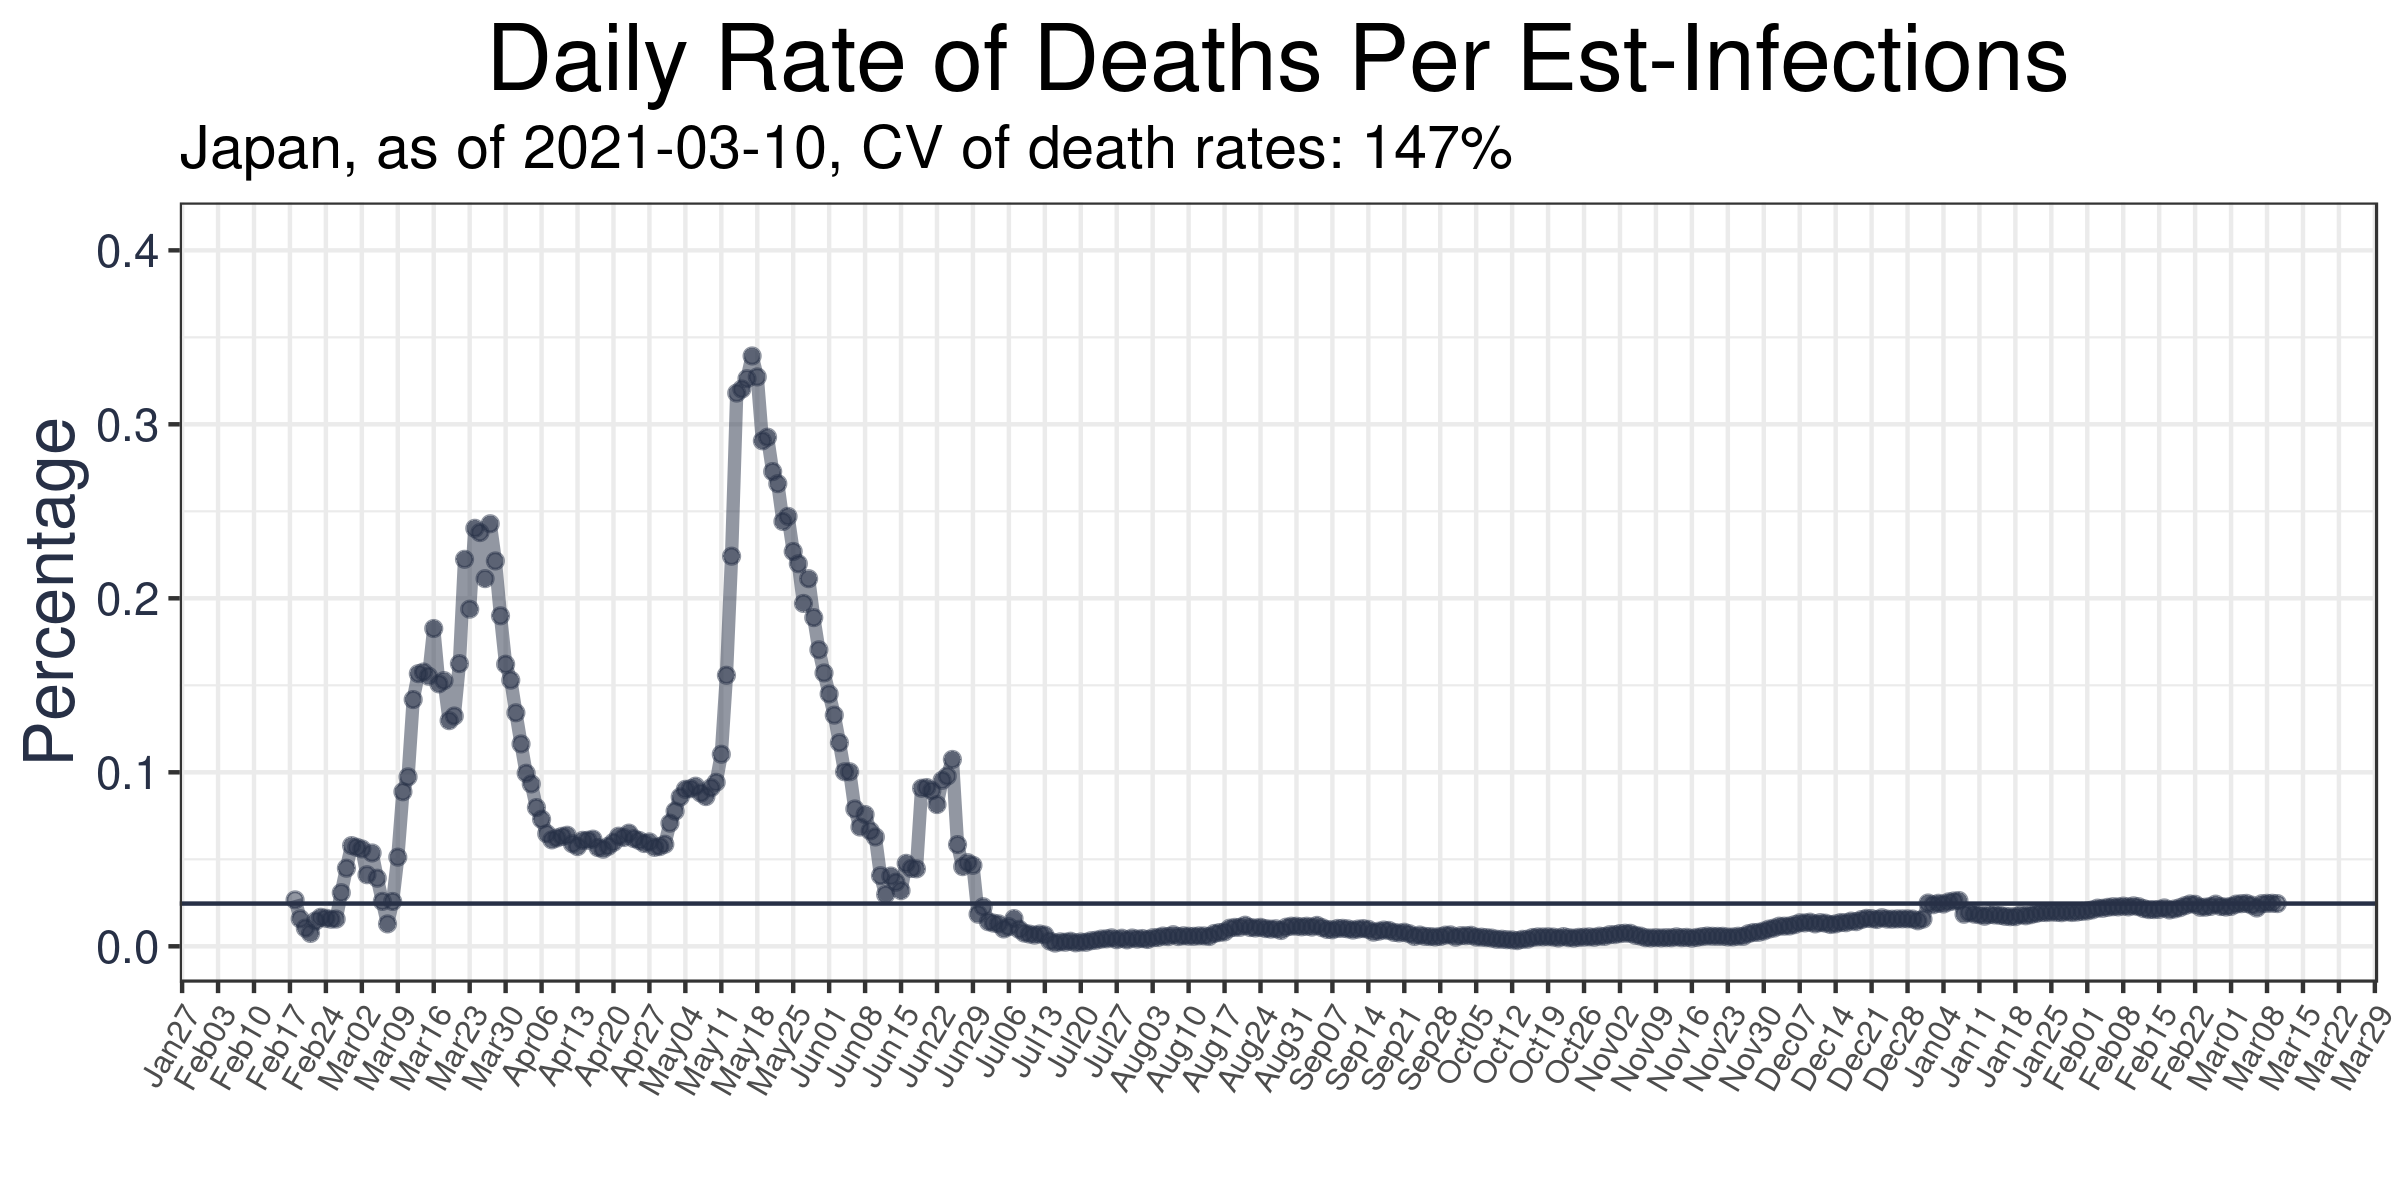 Daily Rate of Deaths Per Est-Infections
Japan, as of 2021-03-10, CV of death rates: 147%
Percentage
0.4
0.3
0.2
0.1
0.0
Jan27
Feb03
Feb10
Feb17
Feb24
Mar02
Mar09
Mar16
Mar23
Mar30
Apr06
Apr13
Apr20
Apr27
May04
May11
May18
May25
Jun01
Jun08
Jun15
Jun22
Jun29
Jul06
Jul13
Jul20
Jul27
Aug03
Aug10
Aug17
Aug24
Aug31
Sep07
Sep14
Sep21
Sep28
Oct05
Oct12
Oct19
Oct26
Nov02
Nov09
Nov16
Nov23
Nov30
Dec07
Dec14
Dec21
Dec28
Jan04
Jan11
Jan18
Jan25
Feb01
Feb08
Feb15
Feb22
Mar01
Mar08
Mar15
Mar22
Mar29